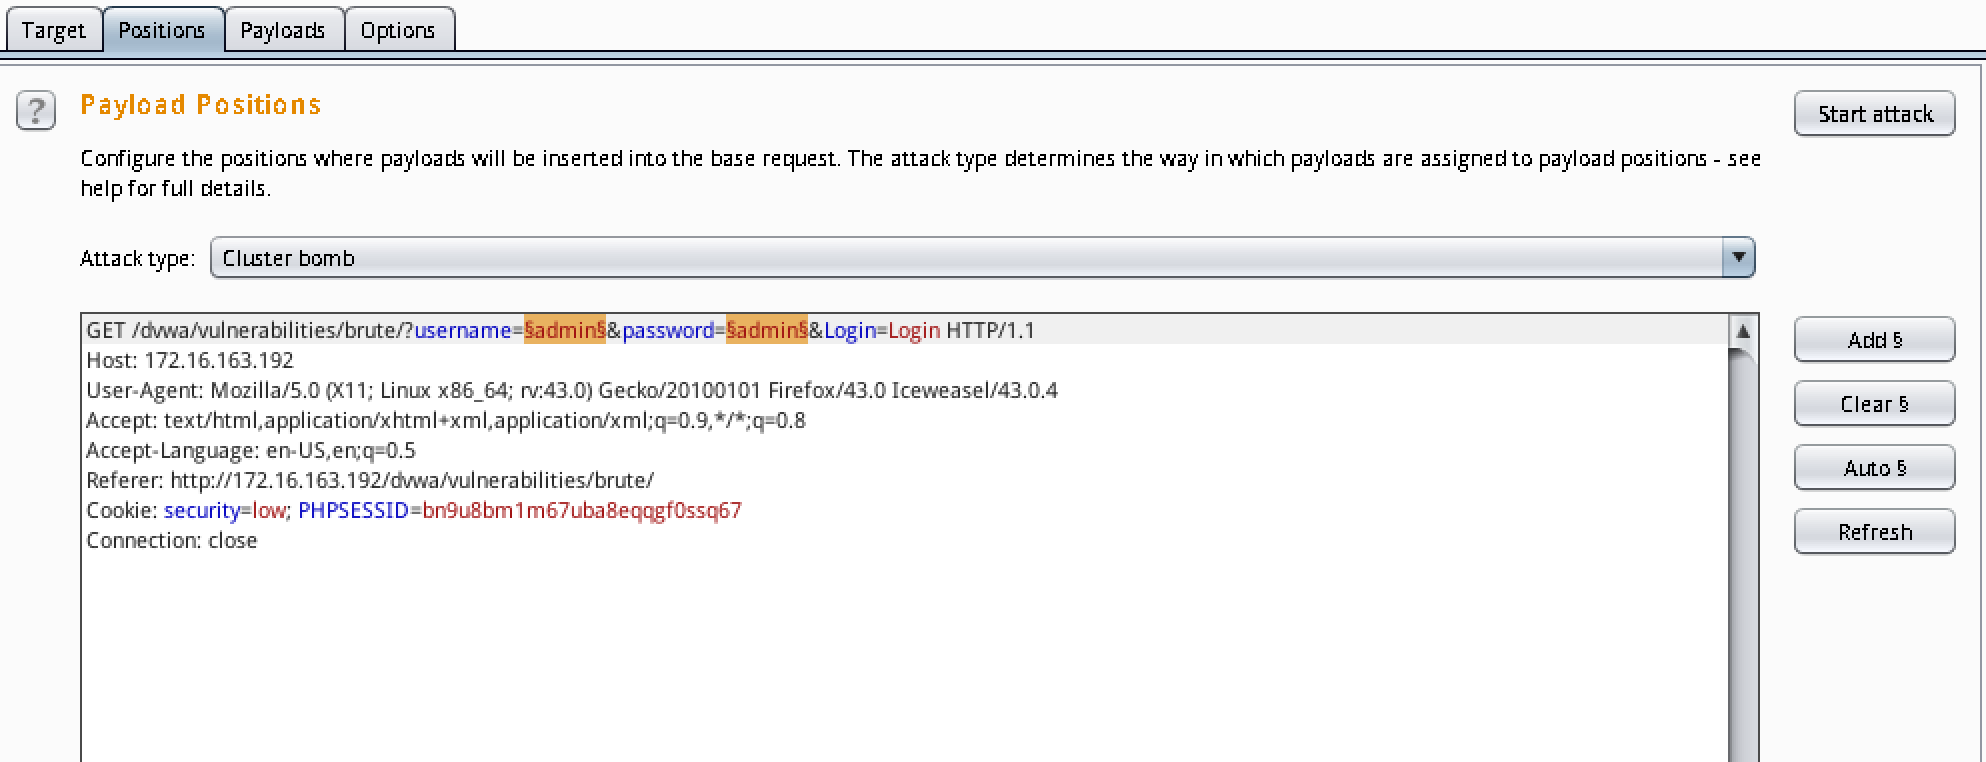 Target Positions Payloads Options
? Payload Positions
Start attack
Configure the positions where payloads will be inserted into the base request. The attack type determines the way in which payloads are assigned to payload positions - see
help for full details.
Attack type: Cluster bomb
GET /dvwa/vulnerabilities/brute/?username=§admin§&password=§admin§&Login=Login HTTP/1.1
Host: 172.16.163.192
User-Agent: Mozilla/5.0 (X11; Linux x86_64; rv:43.0) Gecko/20100101 Firefox/43.0 Iceweasel/43.0.4
Accept: text/html,application/xhtml+xml,application/xml;q=0.9,*/*;q=0.8
Accept-Language: en-US,en;q=0.5
Referer: http://172.16.163.192/dvwa/vulnerabilities/brute/
Cookie: security=low; PHPSESSID=bn9u8bm1m67uba8eqqgf0ssq67
Connection: close
Add §
Clear §
Auto §
Refresh